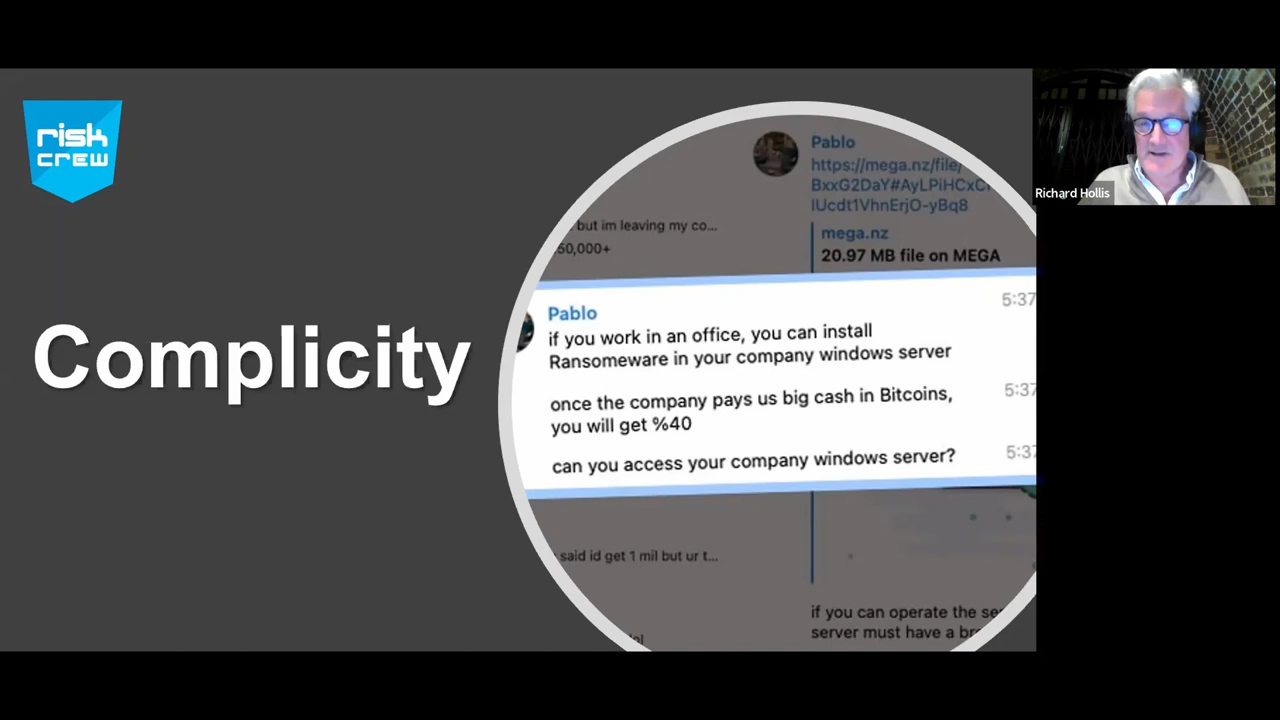 risk
crew
Complicity
Pablo
https://mega.nz/file/
BxxG2DaY#AyLPiHCxC
IUcdt1VhnErjO-yBq8
mega.nz
20.97 MB file on MEGA
but im leaving my co...
50,000+
Pablo
5:37
if you work in an office, you can install
Ransomeware in your company windows server
once the company pays us big cash in Bitcoins,
5:37
you will get %40
can you access your company windows server?
5:37
said id get 1 mil but ur t...
if you can operate the se
server must have a br
Richard Hollis